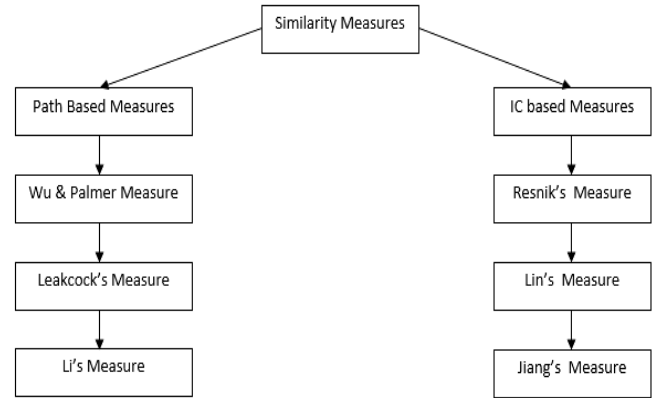 Similarity Measures
Path Based Measures
IC based Measures
Wu & Palmer Measure
Resnik’s Measure
Leakcock’s Measure
Lin’s Measure
Li’s Measure
Jiang’s Measure